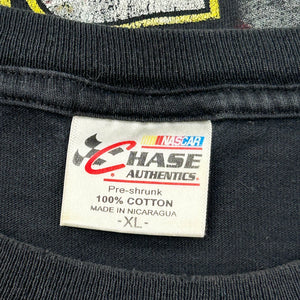 NASCAR
CHASE
AUTHENTICS.
Pre-shrunk
100% COTTON
MADE IN NICARAGUA
-XL-